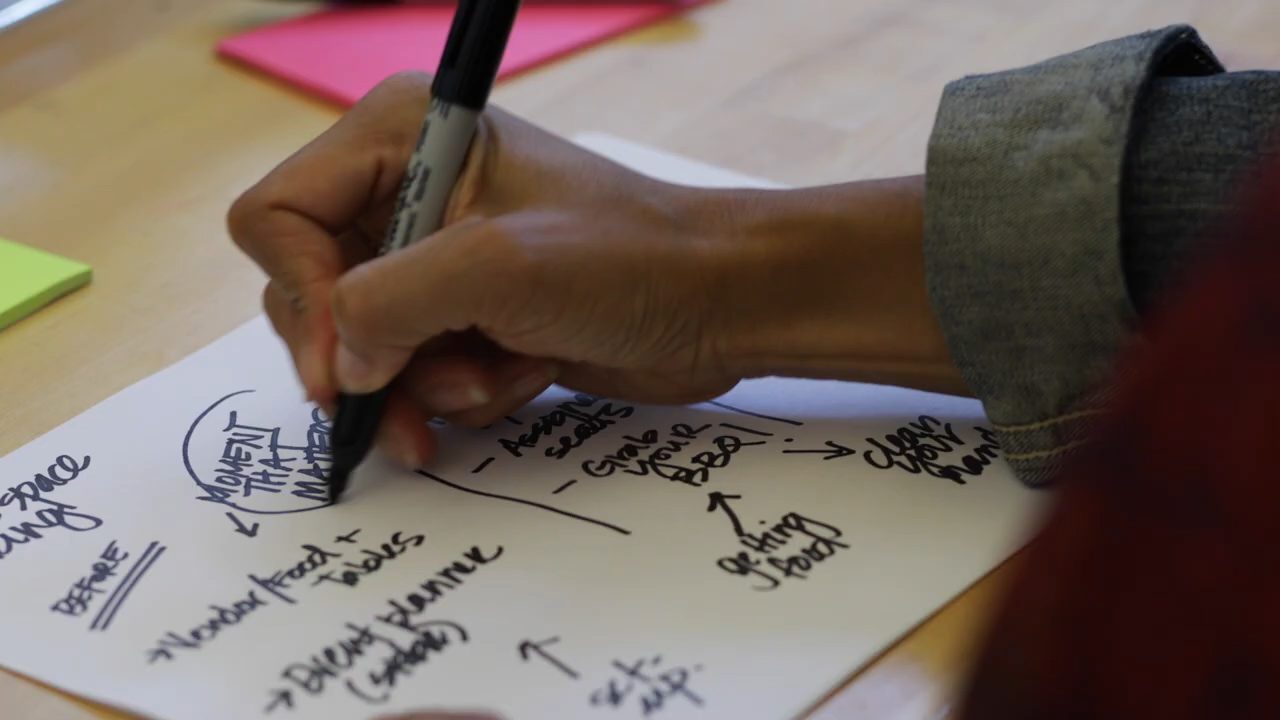 space
MOMENT
THAT
BEFORE
→ Vendor/Food +
tables
→ Event planner
- Assigned
seats
- Grab
your
BBQ!
→ clean
your
getting
food
set-
up.